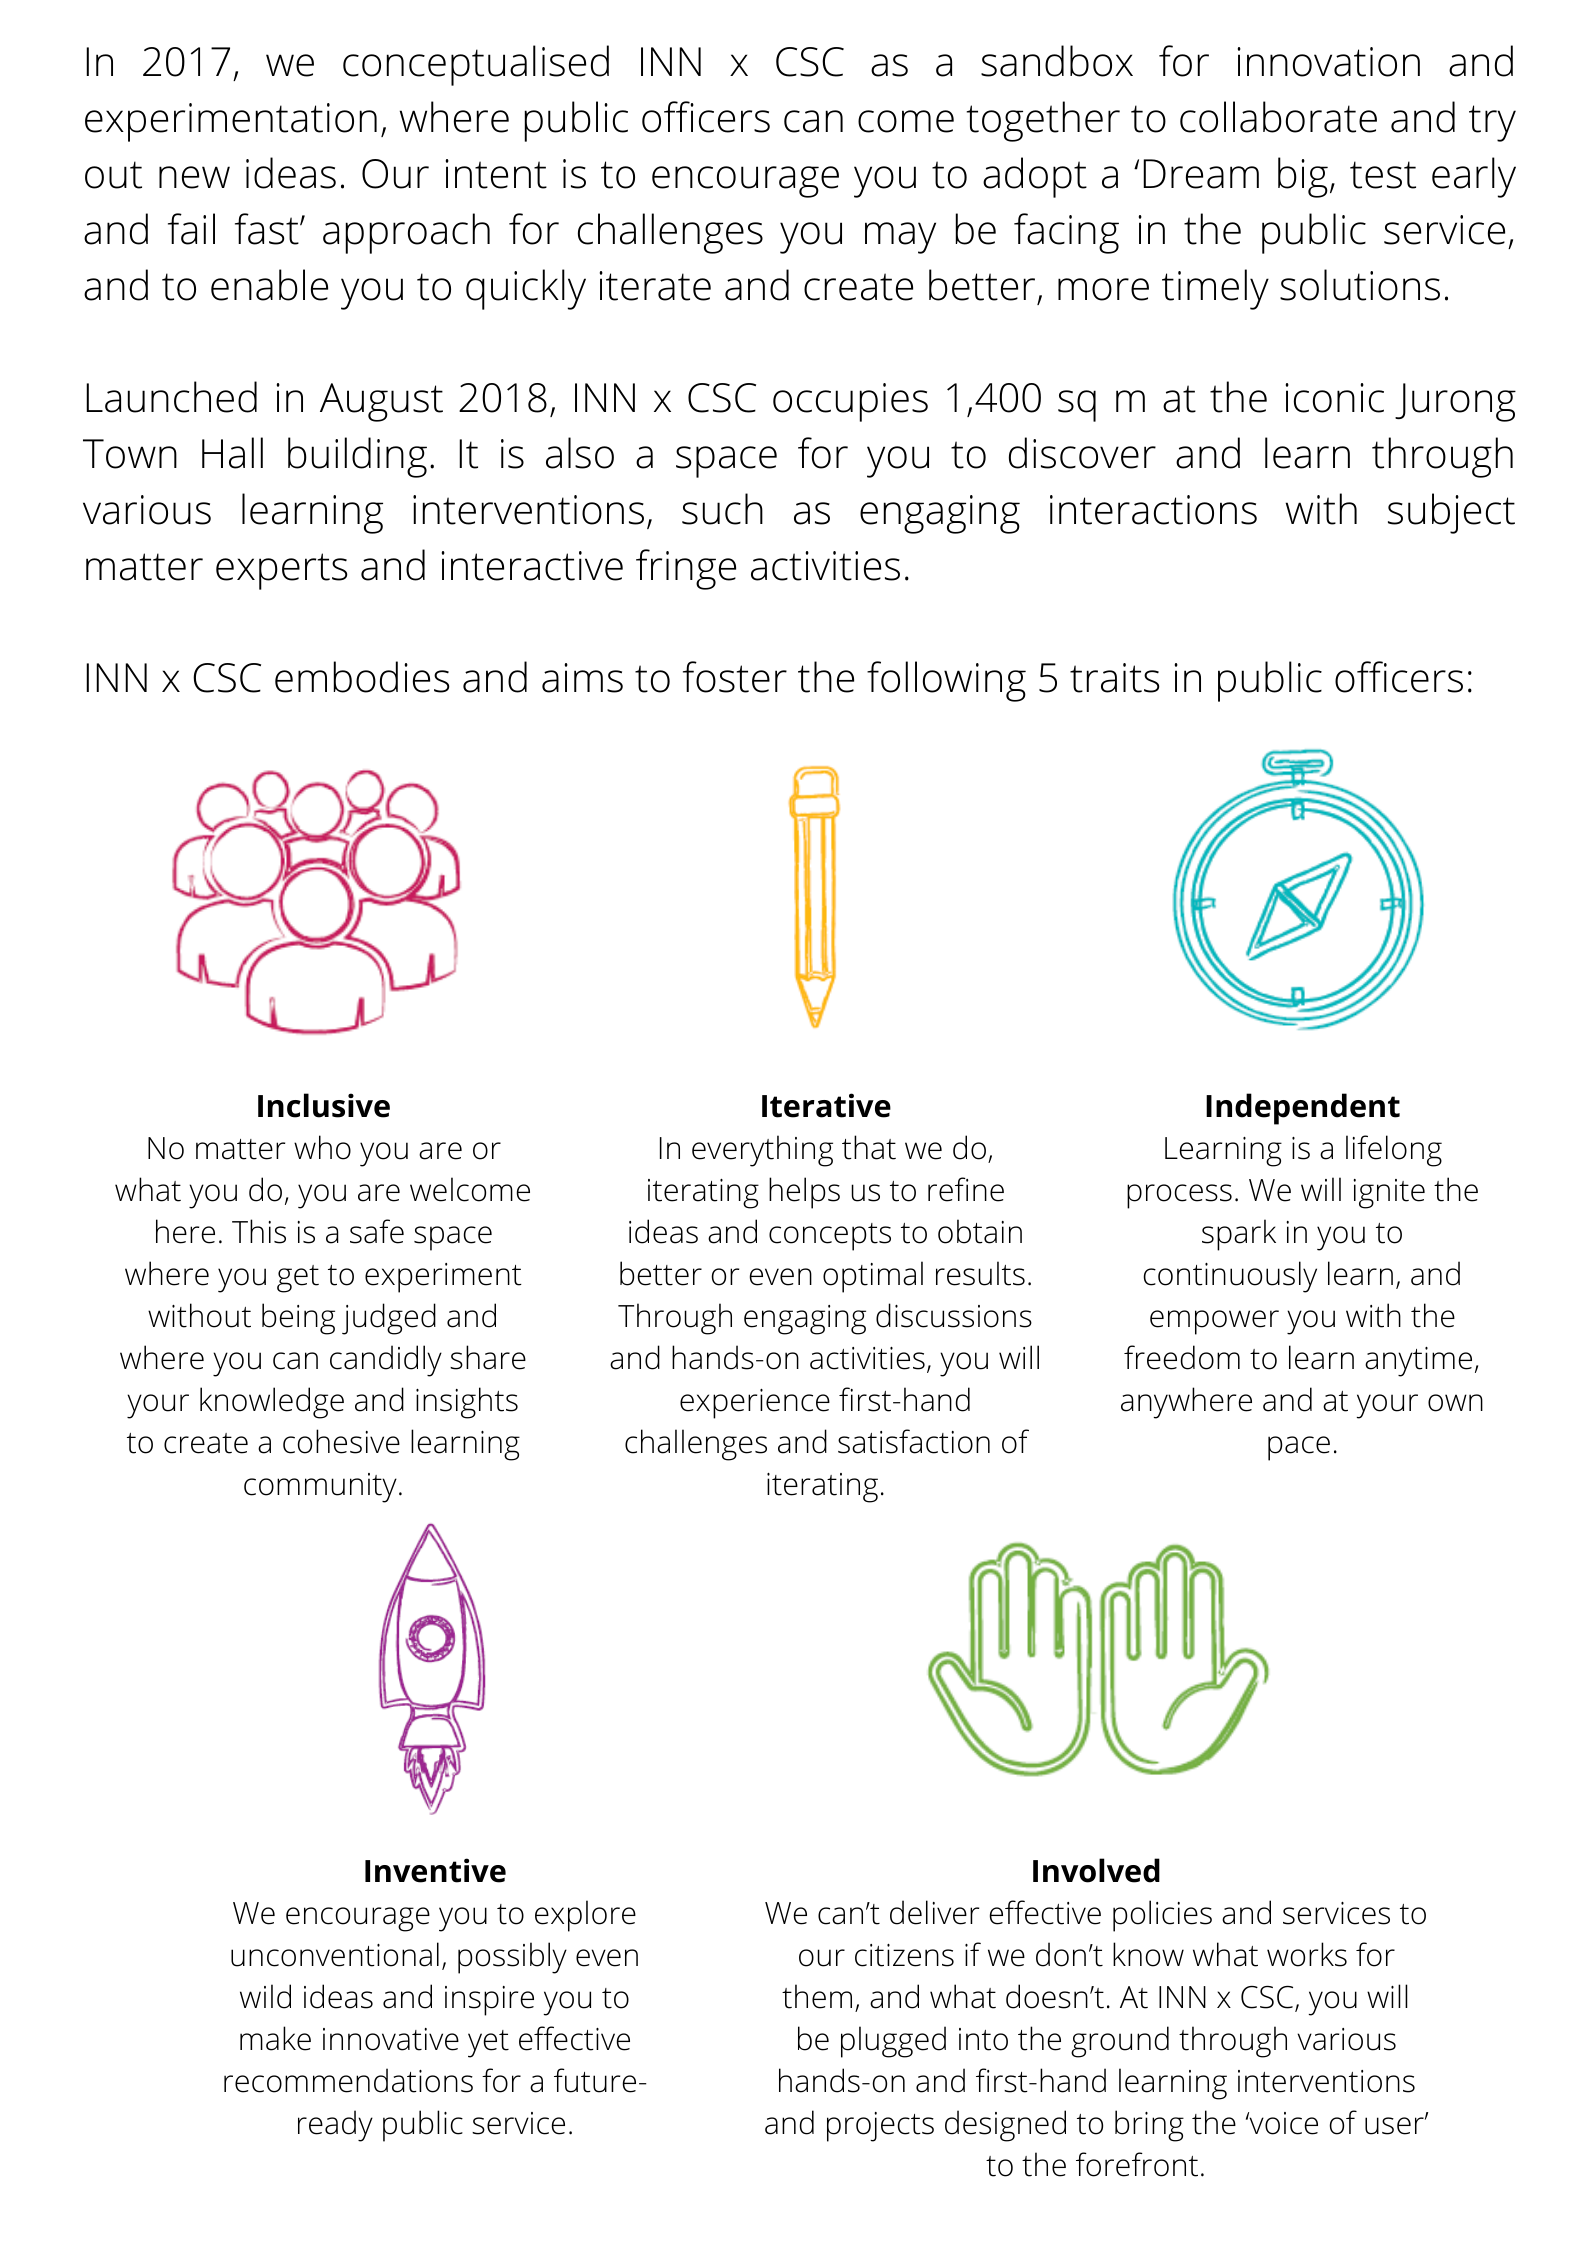 In 2017, we conceptualised INN x CSC as a sandbox for innovation and
experimentation, where public officers can come together to collaborate and try
out new ideas. Our intent is to encourage you to adopt a ‘Dream big, test early
and fail fast’ approach for challenges you may be facing in the public service,
and to enable you to quickly iterate and create better, more timely solutions.
Launched in August 2018, INN x CSC occupies 1,400 sq m at the iconic Jurong
Town Hall building. It is also a space for you to discover and learn through
various learning interventions, such as engaging interactions with subject
matter experts and interactive fringe activities.
INN x CSC embodies and aims to foster the following 5 traits in public officers:
Inclusive
No matter who you are or
what you do, you are welcome
here. This is a safe space
where you get to experiment
without being judged and
where you can candidly share
your knowledge and insights
to create a cohesive learning
community.
Iterative
In everything that we do,
iterating helps us to refine
ideas and concepts to obtain
better or even optimal results.
Through engaging discussions
and hands-on activities, you will
experience first-hand
challenges and satisfaction of
iterating.
Independent
Learning is a lifelong
process. We will ignite the
spark in you to
continuously learn, and
empower you with the
freedom to learn anytime,
anywhere and at your own
pace.
Inventive
We encourage you to explore
unconventional, possibly even
wild ideas and inspire you to
make innovative yet effective
recommendations for a future-
ready public service.
Involved
We can’t deliver effective policies and services to
our citizens if we don’t know what works for
them, and what doesn’t. At INN x CSC, you will
be plugged into the ground through various
hands-on and first-hand learning interventions
and projects designed to bring the ‘voice of user’
to the forefront.